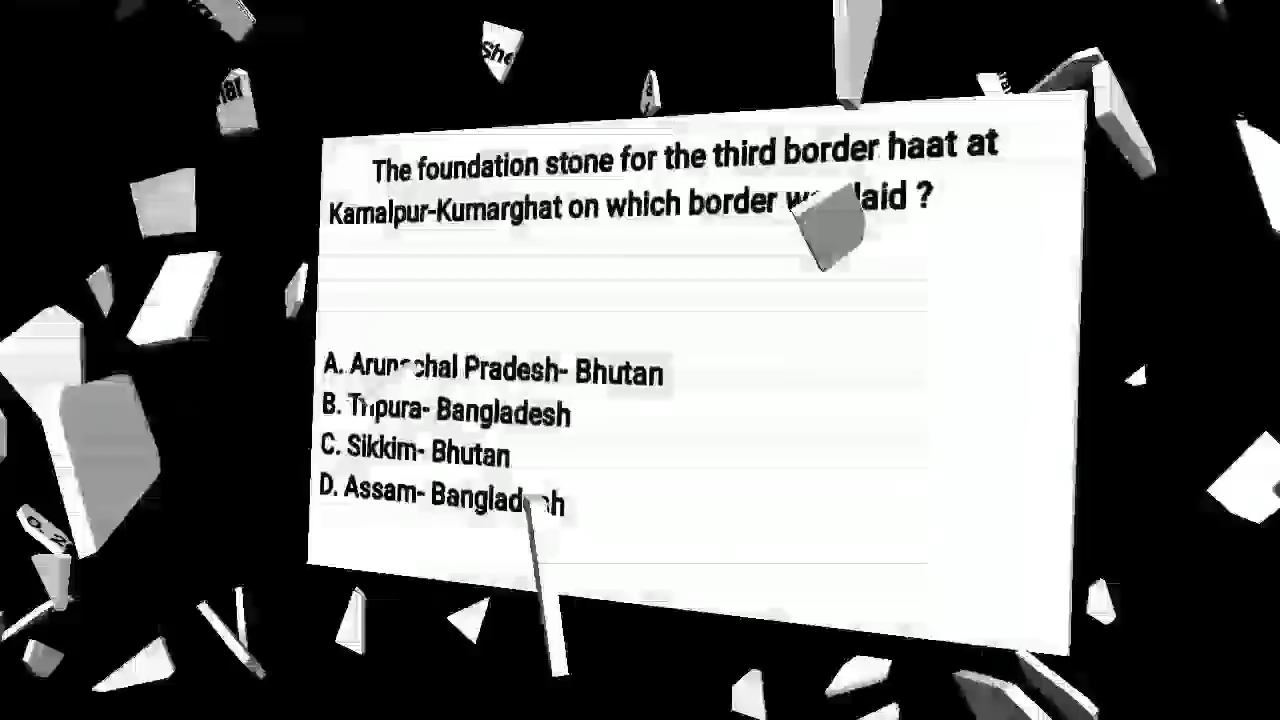 The foundation stone for the third border haat at
Kamalpur-Kumarghat on which border laid ?
A. Arunachal Pradesh- Bhutan
B. Tripura- Bangladesh
C. Sikkim- Bhutan
D. Assam- Bangladesh